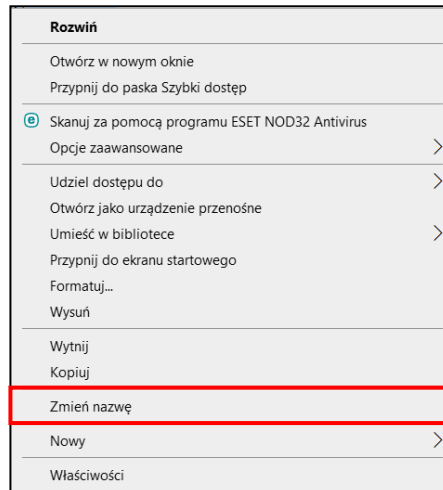 Rozwiń
Otwórz w nowym oknie
Przypnij do paska Szybki dostęp
Skanuj za pomocą programu ESET NOD32 Antivirus
Opcje zaawansowane
Udziel dostępu do
Otwórz jako urządzenie przenośne
Umieść w bibliotece
Przypnij do ekranu startowego
Formatuj...
Wysuń
Wytnij
Kopiuj
Zmień nazwę
Nowy
Właściwości